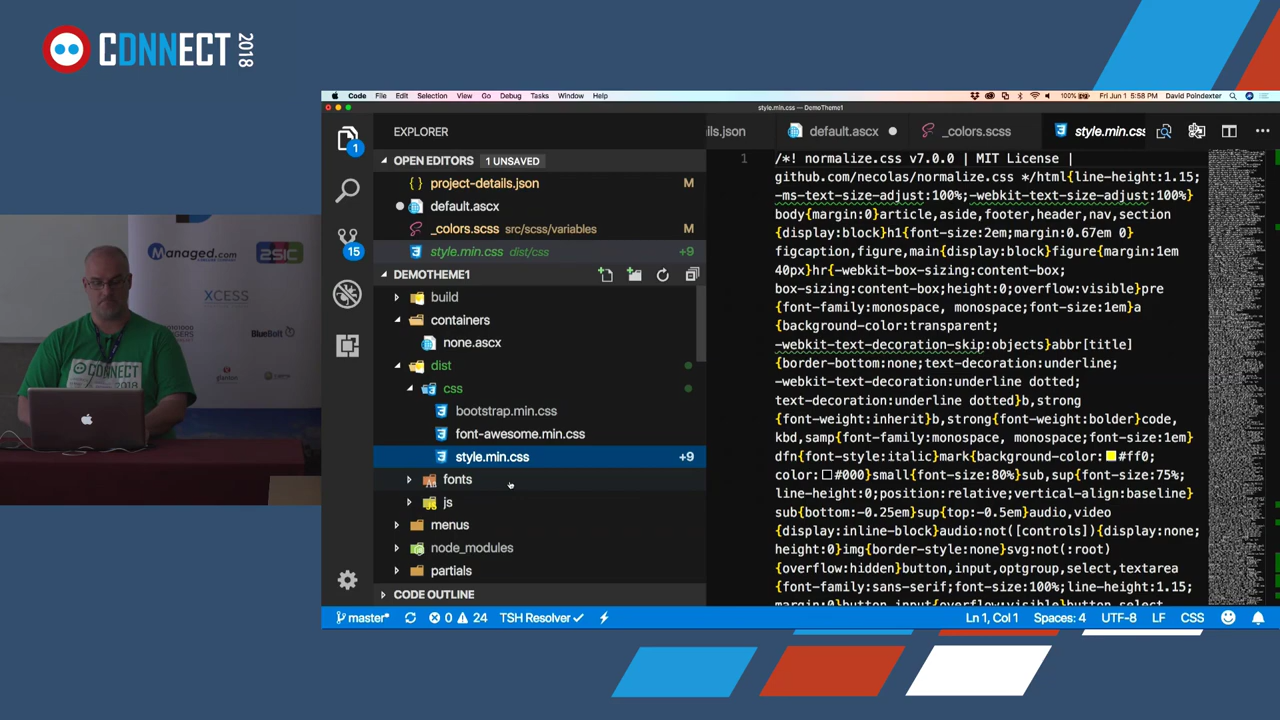 CDNNECT 2018
Code File Edit Selection View Go Debug Tasks Window Help
100% Fri Jun 1 5:58 PM David Poindexter
style.min.css — DemoTheme1
EXPLORER
OPEN EDITORS 1 UNSAVED
project-details.json M
default.ascx
_colors.scss src/scss/variables M
style.min.css dist/css +9
DEMOTHEME1
build
containers
none.ascx
dist
css
bootstrap.min.css
font-awesome.min.css
style.min.css +9
fonts
js
menus
node_modules
partials
CODE OUTLINE
1
15
ils.json
default.ascx
_colors.scss
style.min.css
1
/*! normalize.css v7.0.0 | MIT License |
github.com/necolas/normalize.css */html{line-height:1.15;
-ms-text-size-adjust:100%;-webkit-text-size-adjust:100%}
body{margin:0}article,aside,footer,header,nav,section
{display:block}h1{font-size:2em;margin:0.67em 0}
figcaption,figure,main{display:block}figure{margin:1em
40px}hr{-webkit-box-sizing:content-box;
box-sizing:content-box;height:0;overflow:visible}pre
{font-family:monospace, monospace;font-size:1em}a
{background-color:transparent;
-webkit-text-decoration-skip:objects}abbr[title]
{border-bottom:none;text-decoration:underline;
-webkit-text-decoration:underline dotted;
text-decoration:underline dotted}b,strong
{font-weight:inherit}b,strong{font-weight:bolder}code,
kbd,samp{font-family:monospace, monospace;font-size:1em}
dfn{font-style:italic}mark{background-color:#ff0;
color:#000}small{font-size:80%}sub,sup{font-size:75%;
line-height:0;position:relative;vertical-align:baseline}
sub{bottom:-0.25em}sup{top:-0.5em}audio,video
{display:inline-block}audio:not([controls]){display:none;
height:0}img{border-style:none}svg:not(:root)
{overflow:hidden}button,input,optgroup,select,textarea
{font-family:sans-serif;font-size:100%;line-height:1.15;
margin:0}button,input{overflow:visible}button,select
master* 0 24 TSH Resolver
Ln 1, Col 1 Spaces: 4 UTF-8 LF CSS
Managed.com
2SIC
XCESS
BlueBolt
CONNECT
2018